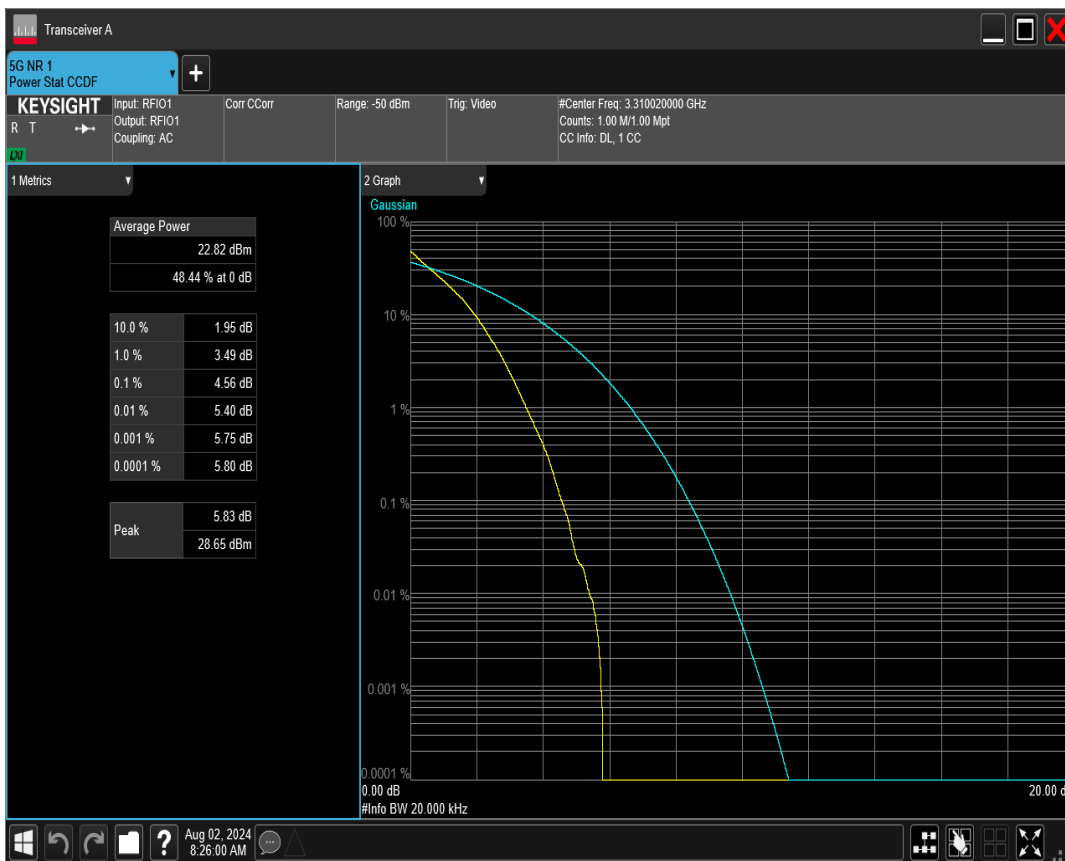 Transceiver A
5G NR 1
Power Stat CCDF
KEYSIGHT
R T
LXI
Input: RFIO1
Output: RFIO1
Coupling: AC
Corr CCorr
Range: -50 dBm
Trig: Video
#Center Freq: 3.310020000 GHz
Counts: 1.00 M/1.00 Mpt
CC Info: DL, 1 CC
1 Metrics
Average Power
22.82 dBm
48.44 % at 0 dB
10.0 % 1.95 dB
1.0 % 3.49 dB
0.1 % 4.56 dB
0.01 % 5.40 dB
0.001 % 5.75 dB
0.0001 % 5.80 dB
Peak 5.83 dB
28.65 dBm
2 Graph
Gaussian
100 %
10 %
1 %
0.1 %
0.01 %
0.001 %
0.0001 %
0.00 dB
20.00 d
#Info BW 20.000 kHz
?
Aug 02, 2024
8:26:00 AM